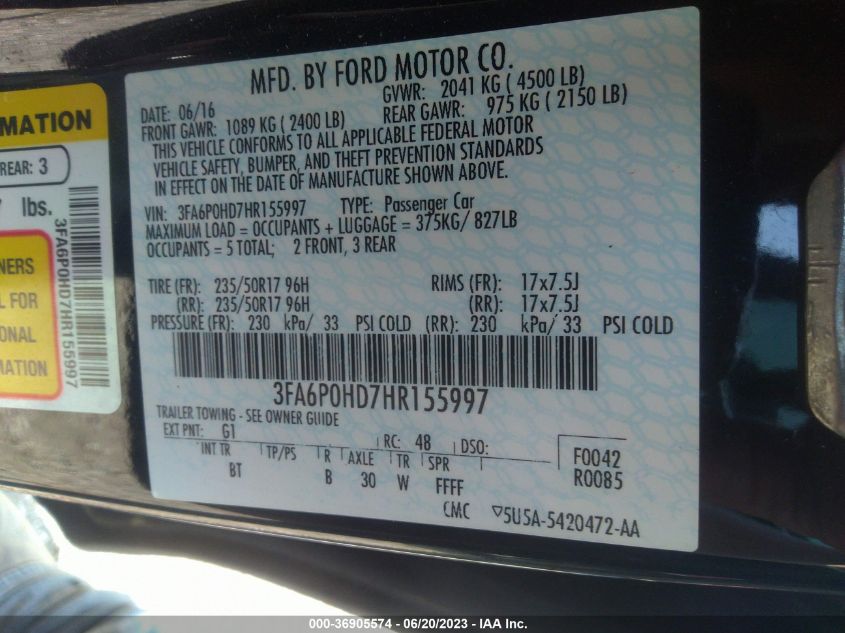 MFD. BY FORD MOTOR CO.
DATE: 06/16 GVWR: 2041 KG ( 4500 LB)
FRONT GAWR: 1089 KG ( 2400 LB) REAR GAWR: 975 KG ( 2150 LB)
THIS VEHICLE CONFORMS TO ALL APPLICABLE FEDERAL MOTOR
VEHICLE SAFETY, BUMPER, AND THEFT PREVENTION STANDARDS
IN EFFECT ON THE DATE OF MANUFACTURE SHOWN ABOVE.
VIN: 3FA6P0HD7HR155997 TYPE: Passenger Car
MAXIMUM LOAD = OCCUPANTS + LUGGAGE = 375KG/ 827LB
OCCUPANTS = 5 TOTAL; 2 FRONT, 3 REAR
TIRE (FR): 235/50R17 96H RIMS (FR): 17x7.5J
(RR): 235/50R17 96H (RR): 17x7.5J
PRESSURE (FR): 230 kPa/ 33 PSI COLD (RR): 230 kPa/ 33 PSI COLD
3FA6P0HD7HR155997
TRAILER TOWING - SEE OWNER GUIDE
EXT PNT: G1 RC: 48 DSO: F0042
INT TR TP/PS R AXLE TR SPR R0085
BT B 30 W FFFF
CMC ▽5U5A-5420472-AA
MATION
REAR: 3
lbs.
3FA6P0HD7HR155997
NERS
L FOR
ONAL
MATION
000-36905574 / 06/20/2023 - IAA Inc.